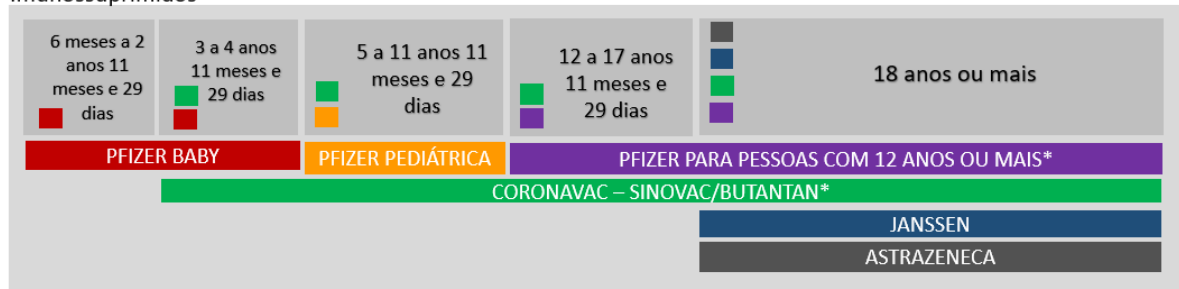 imunossuprimidos
6 meses a 2
anos 11
meses e 29
dias
3 a 4 anos
11 meses e
29 dias
5 a 11 anos 11
meses e 29
dias
12 a 17 anos
11 meses e
29 dias
18 anos ou mais
PFIZER BABY
PFIZER PEDIÁTRICA
PFIZER PARA PESSOAS COM 12 ANOS OU MAIS*
CORONAVAC – SINOVAC/BUTANTAN*
JANSSEN
ASTRAZENECA